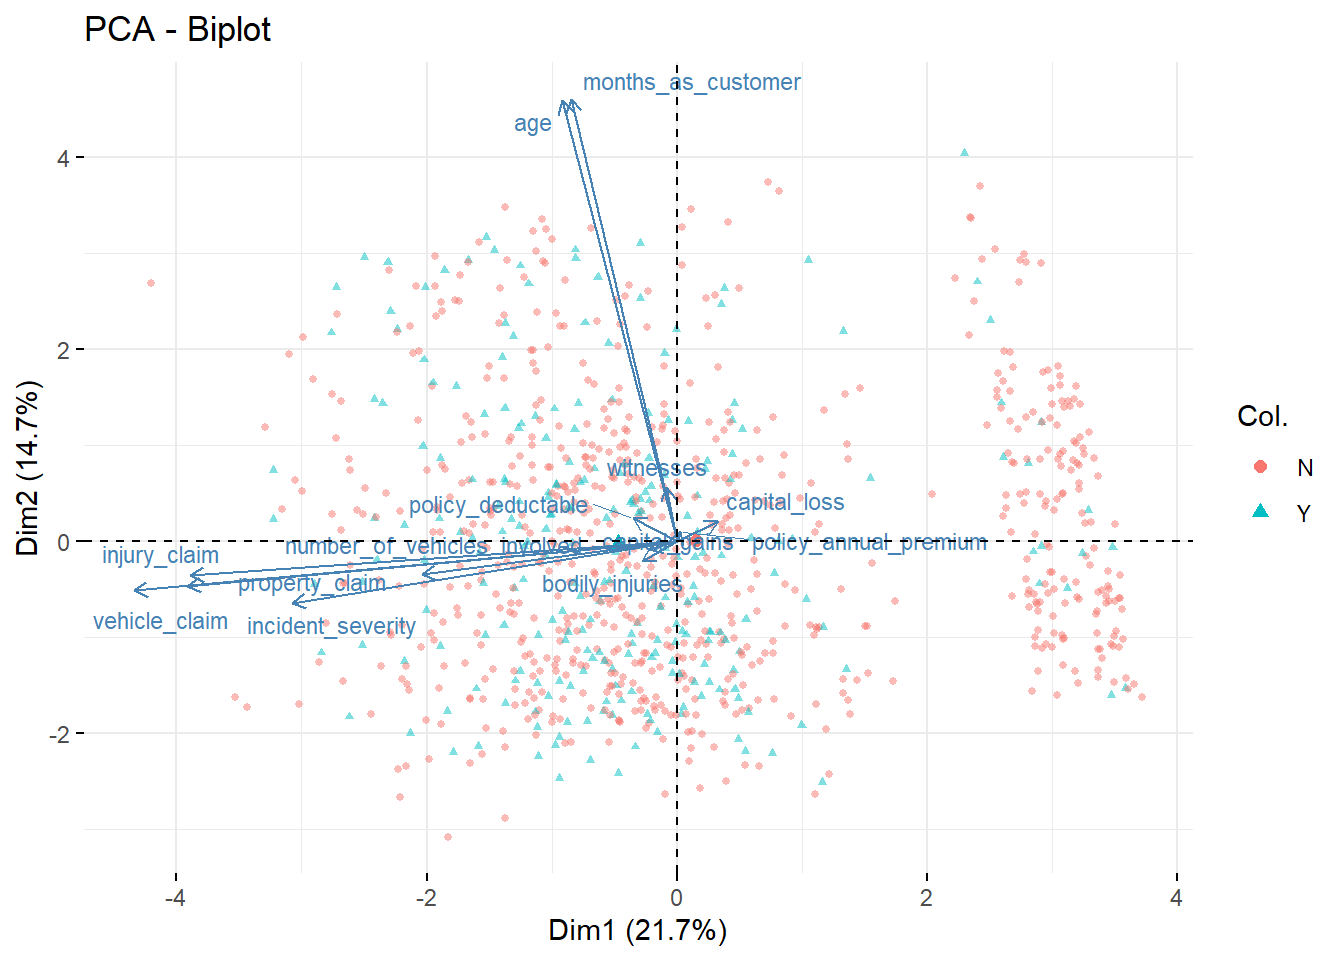 PCA - Biplot
months_as_customer
age
witnesses
policy_deductable
capital_loss
number_of_vehicles_involved
capital_gains
policy_annual_premium
injury_claim
property_claim
bodily_injuries
vehicle_claim
incident_severity
4
2
0
-2
Dim2 (14.7%)
-4
-2
0
2
4
Dim1 (21.7%)
Col.
N
Y